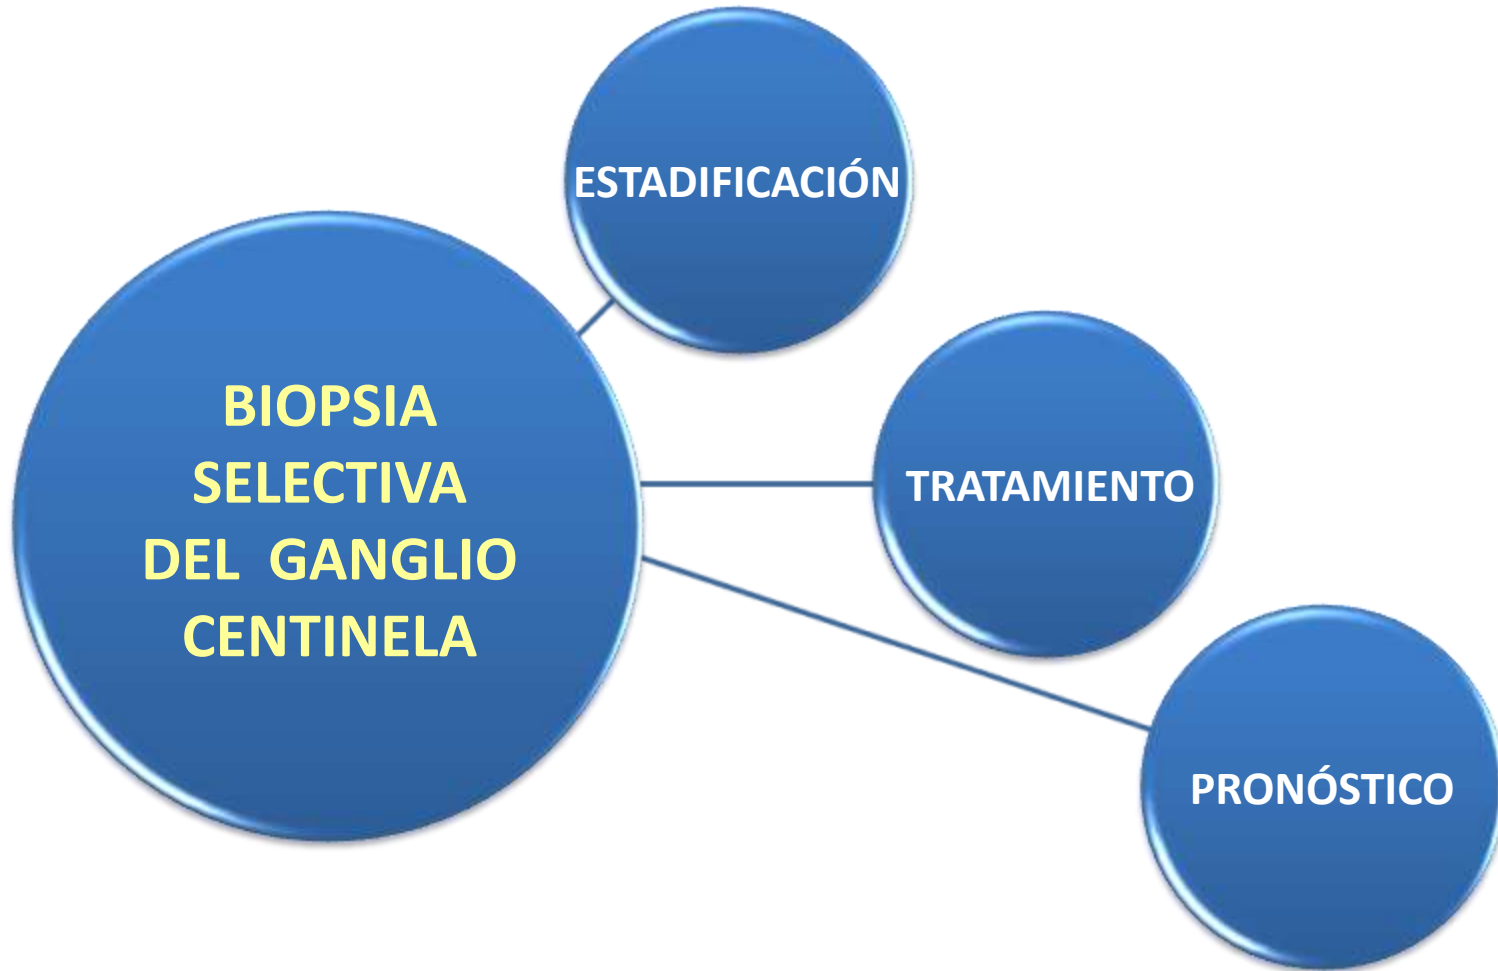 ESTADIFICACIÓN
BIOPSIA
SELECTIVA
DEL GANGLIO
CENTINELA
TRATAMIENTO
PRONÓSTICO